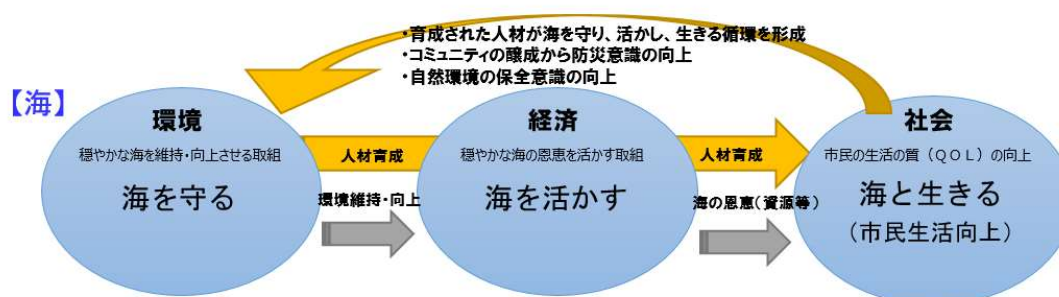 ・育成された人材が海を守り、活かし、生きる循環を形成
・コミュニティの醸成から防災意識の向上
・自然環境の保全意識の向上
【海】
環境
穏やかな海を維持・向上させる取組
海を守る
人材育成
環境維持・向上
経済
穏やかな海の恩恵を活かす取組
海を活かす
人材育成
海の恩恵（資源等）
社会
市民の生活の質（ＱＯＬ）の向上
海と生きる
（市民生活向上）